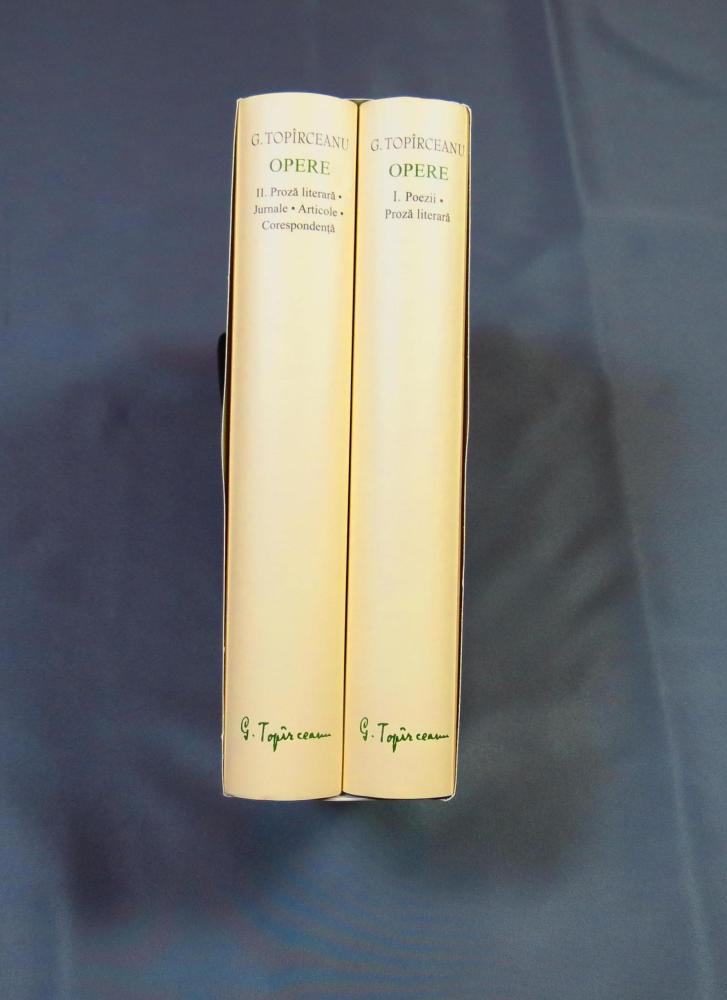 G. TOPÎRCEANU
OPERE
II. Proză literară •
Jurnale • Articole •
Corespondență
G. Topîrceanu
G. TOPÎRCEANU
OPERE
I. Poezii •
Proză literară
G. Topîrceanu